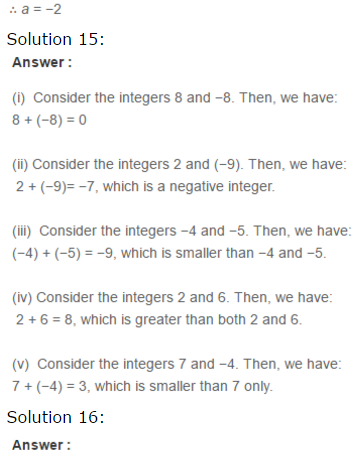 ∴ a = −2
Solution 15:
Answer :
(i) Consider the integers 8 and −8. Then, we have:
8 + (−8) = 0
(ii) Consider the integers 2 and (−9). Then, we have:
2 + (−9)= −7, which is a negative integer.
(iii) Consider the integers −4 and −5. Then, we have:
(−4) + (−5) = −9, which is smaller than −4 and −5.
(iv) Consider the integers 2 and 6. Then, we have:
2 + 6 = 8, which is greater than both 2 and 6.
(v) Consider the integers 7 and −4. Then, we have:
7 + (−4) = 3, which is smaller than 7 only.
Solution 16:
Answer :